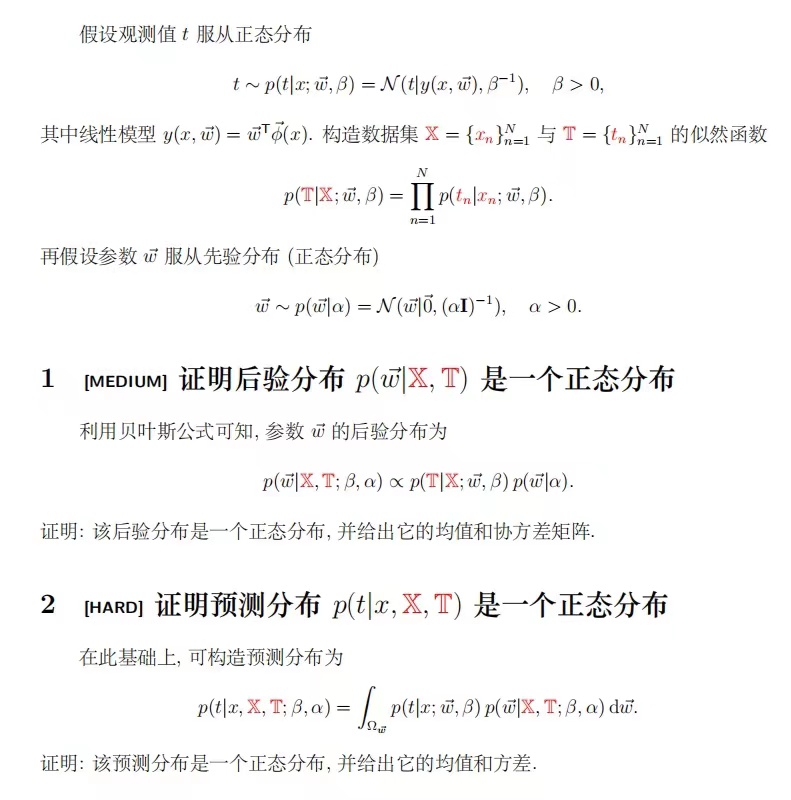 假设观测值 t 服从正态分布
t ∼ p(t|x; w⃗, β) = 𝒩(t|y(x, w⃗), β⁻¹), β > 0,
其中线性模型 y(x, w⃗) = w⃗ᵀϕ⃗(x). 构造数据集 𝕏 = {xₙ}ₙ₌₁ᴺ 与 𝕋 = {tₙ}ₙ₌₁ᴺ 的似然函数
p(𝕋|𝕏; w⃗, β) = ∏ₙ₌₁ᴺ p(tₙ|xₙ; w⃗, β).
再假设参数 w⃗ 服从先验分布 (正态分布)
w⃗ ∼ p(w⃗|α) = 𝒩(w⃗|0⃗, (αI)⁻¹), α > 0.
1 [MEDIUM] 证明后验分布 p(w⃗|𝕏, 𝕋) 是一个正态分布
利用贝叶斯公式可知, 参数 w⃗ 的后验分布为
p(w⃗|𝕏, 𝕋; β, α) ∝ p(𝕋|𝕏; w⃗, β) p(w⃗|α).
证明: 该后验分布是一个正态分布, 并给出它的均值和协方差矩阵.
2 [HARD] 证明预测分布 p(t|x, 𝕏, 𝕋) 是一个正态分布
在此基础上, 可构造预测分布为
p(t|x, 𝕏, 𝕋; β, α) = ∫_Ω_w⃗ p(t|x; w⃗, β) p(w⃗|𝕏, 𝕋; β, α) dw⃗.
证明: 该预测分布是一个正态分布, 并给出它的均值和方差.